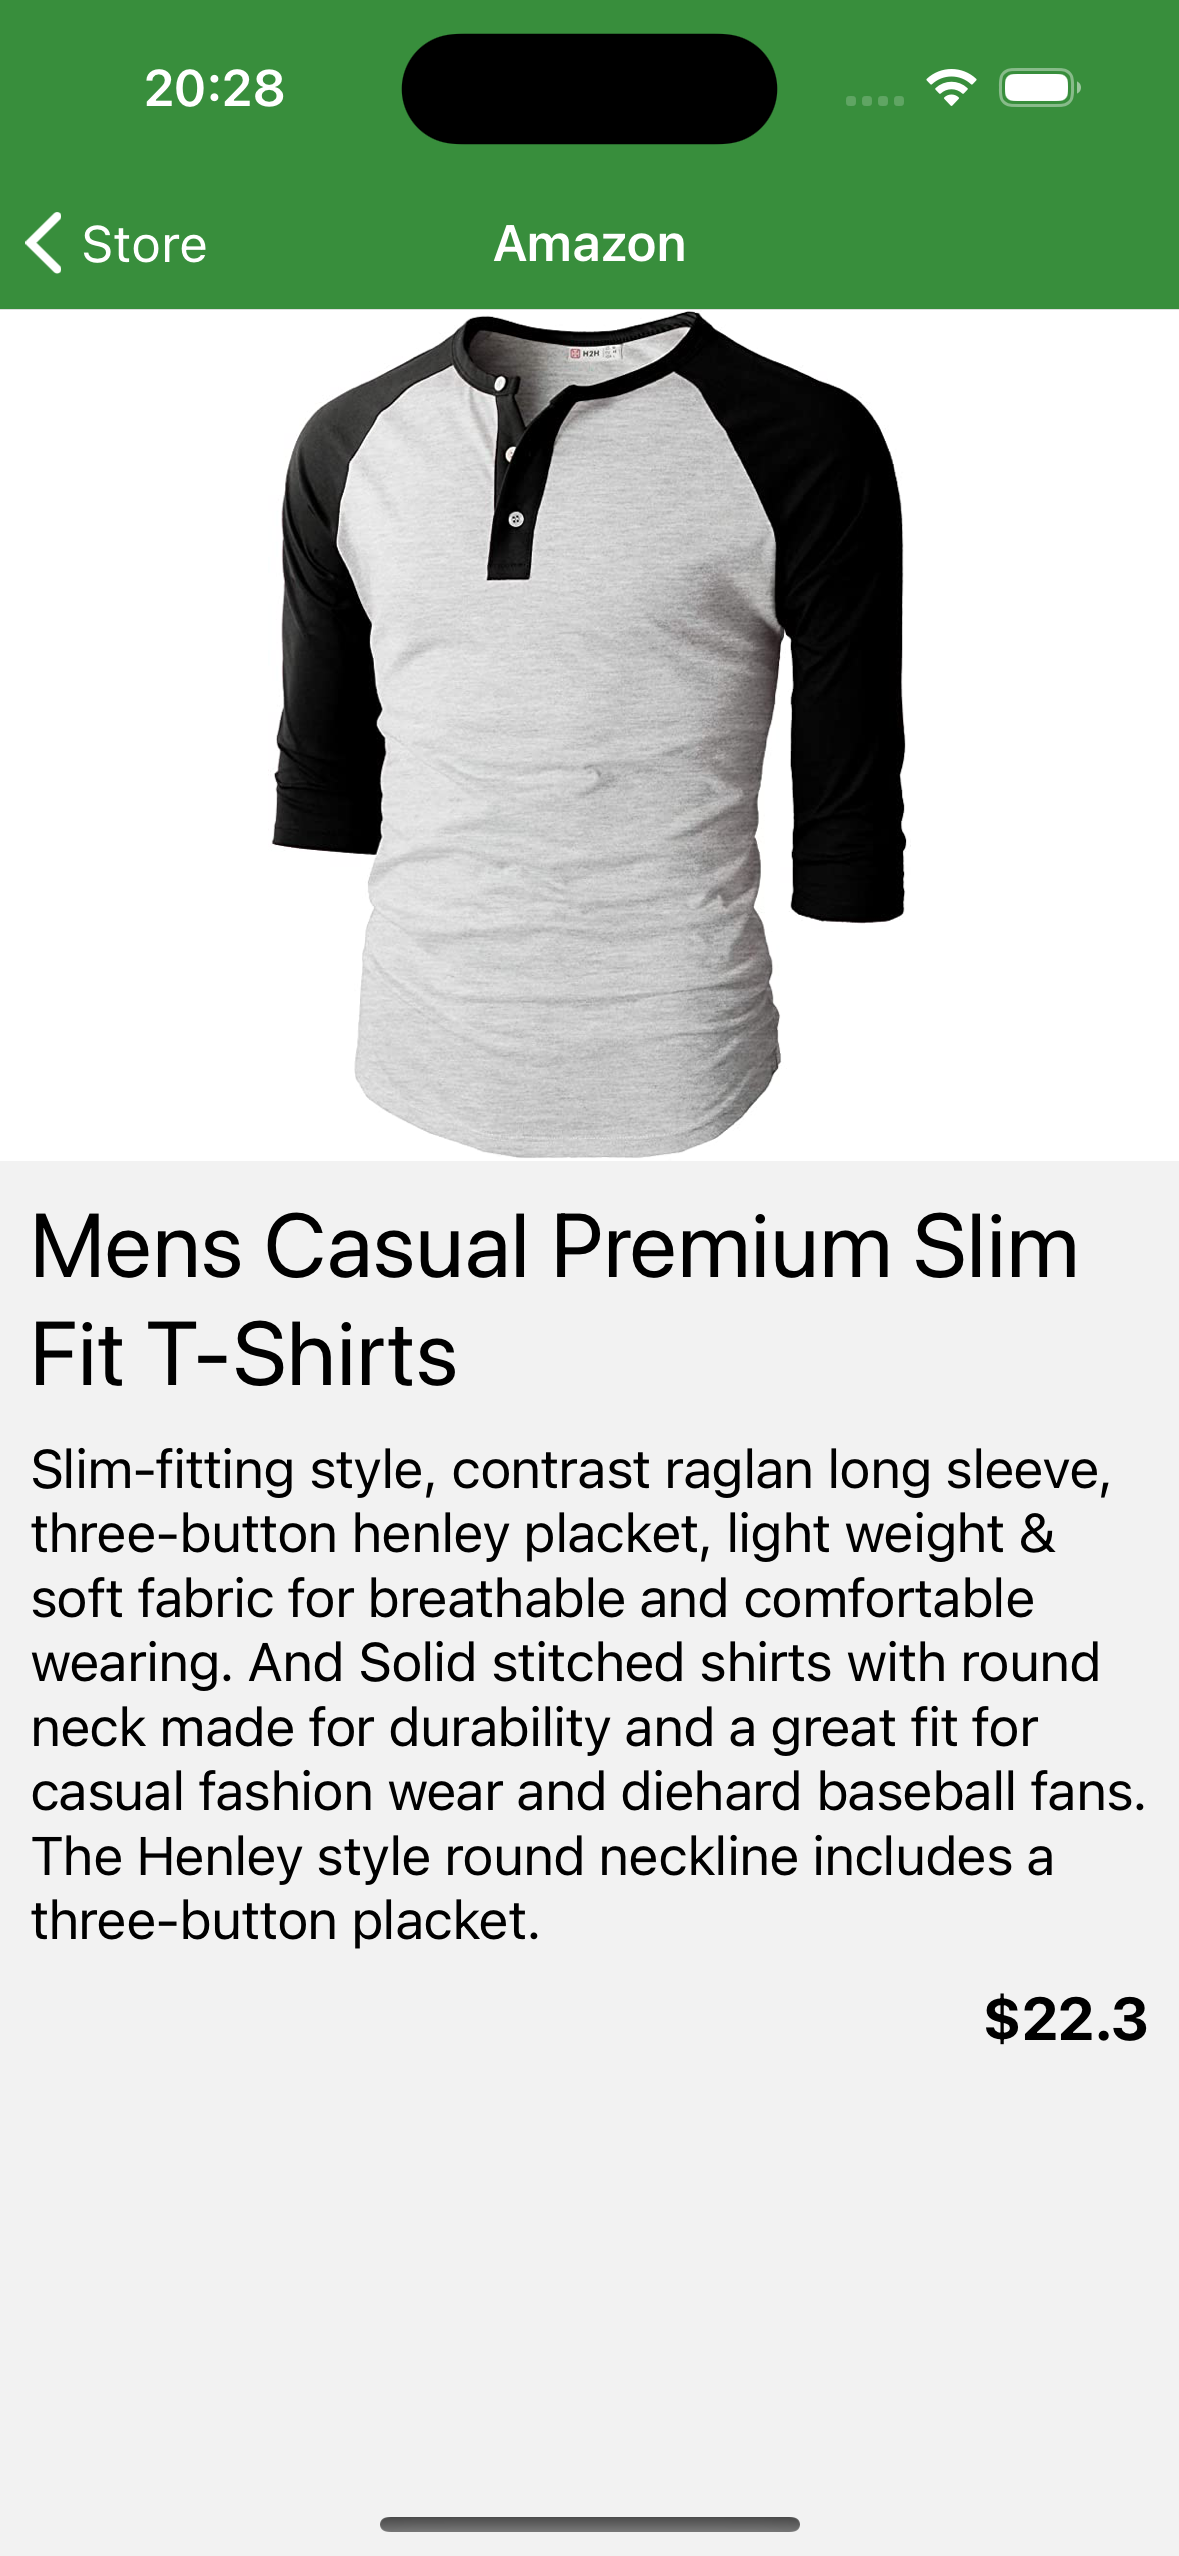 20:28
Store
Amazon
H2H
Mens Casual Premium Slim
Fit T-Shirts
Slim-fitting style, contrast raglan long sleeve,
three-button henley placket, light weight &
soft fabric for breathable and comfortable
wearing. And Solid stitched shirts with round
neck made for durability and a great fit for
casual fashion wear and diehard baseball fans.
The Henley style round neckline includes a
three-button placket.
$22.3